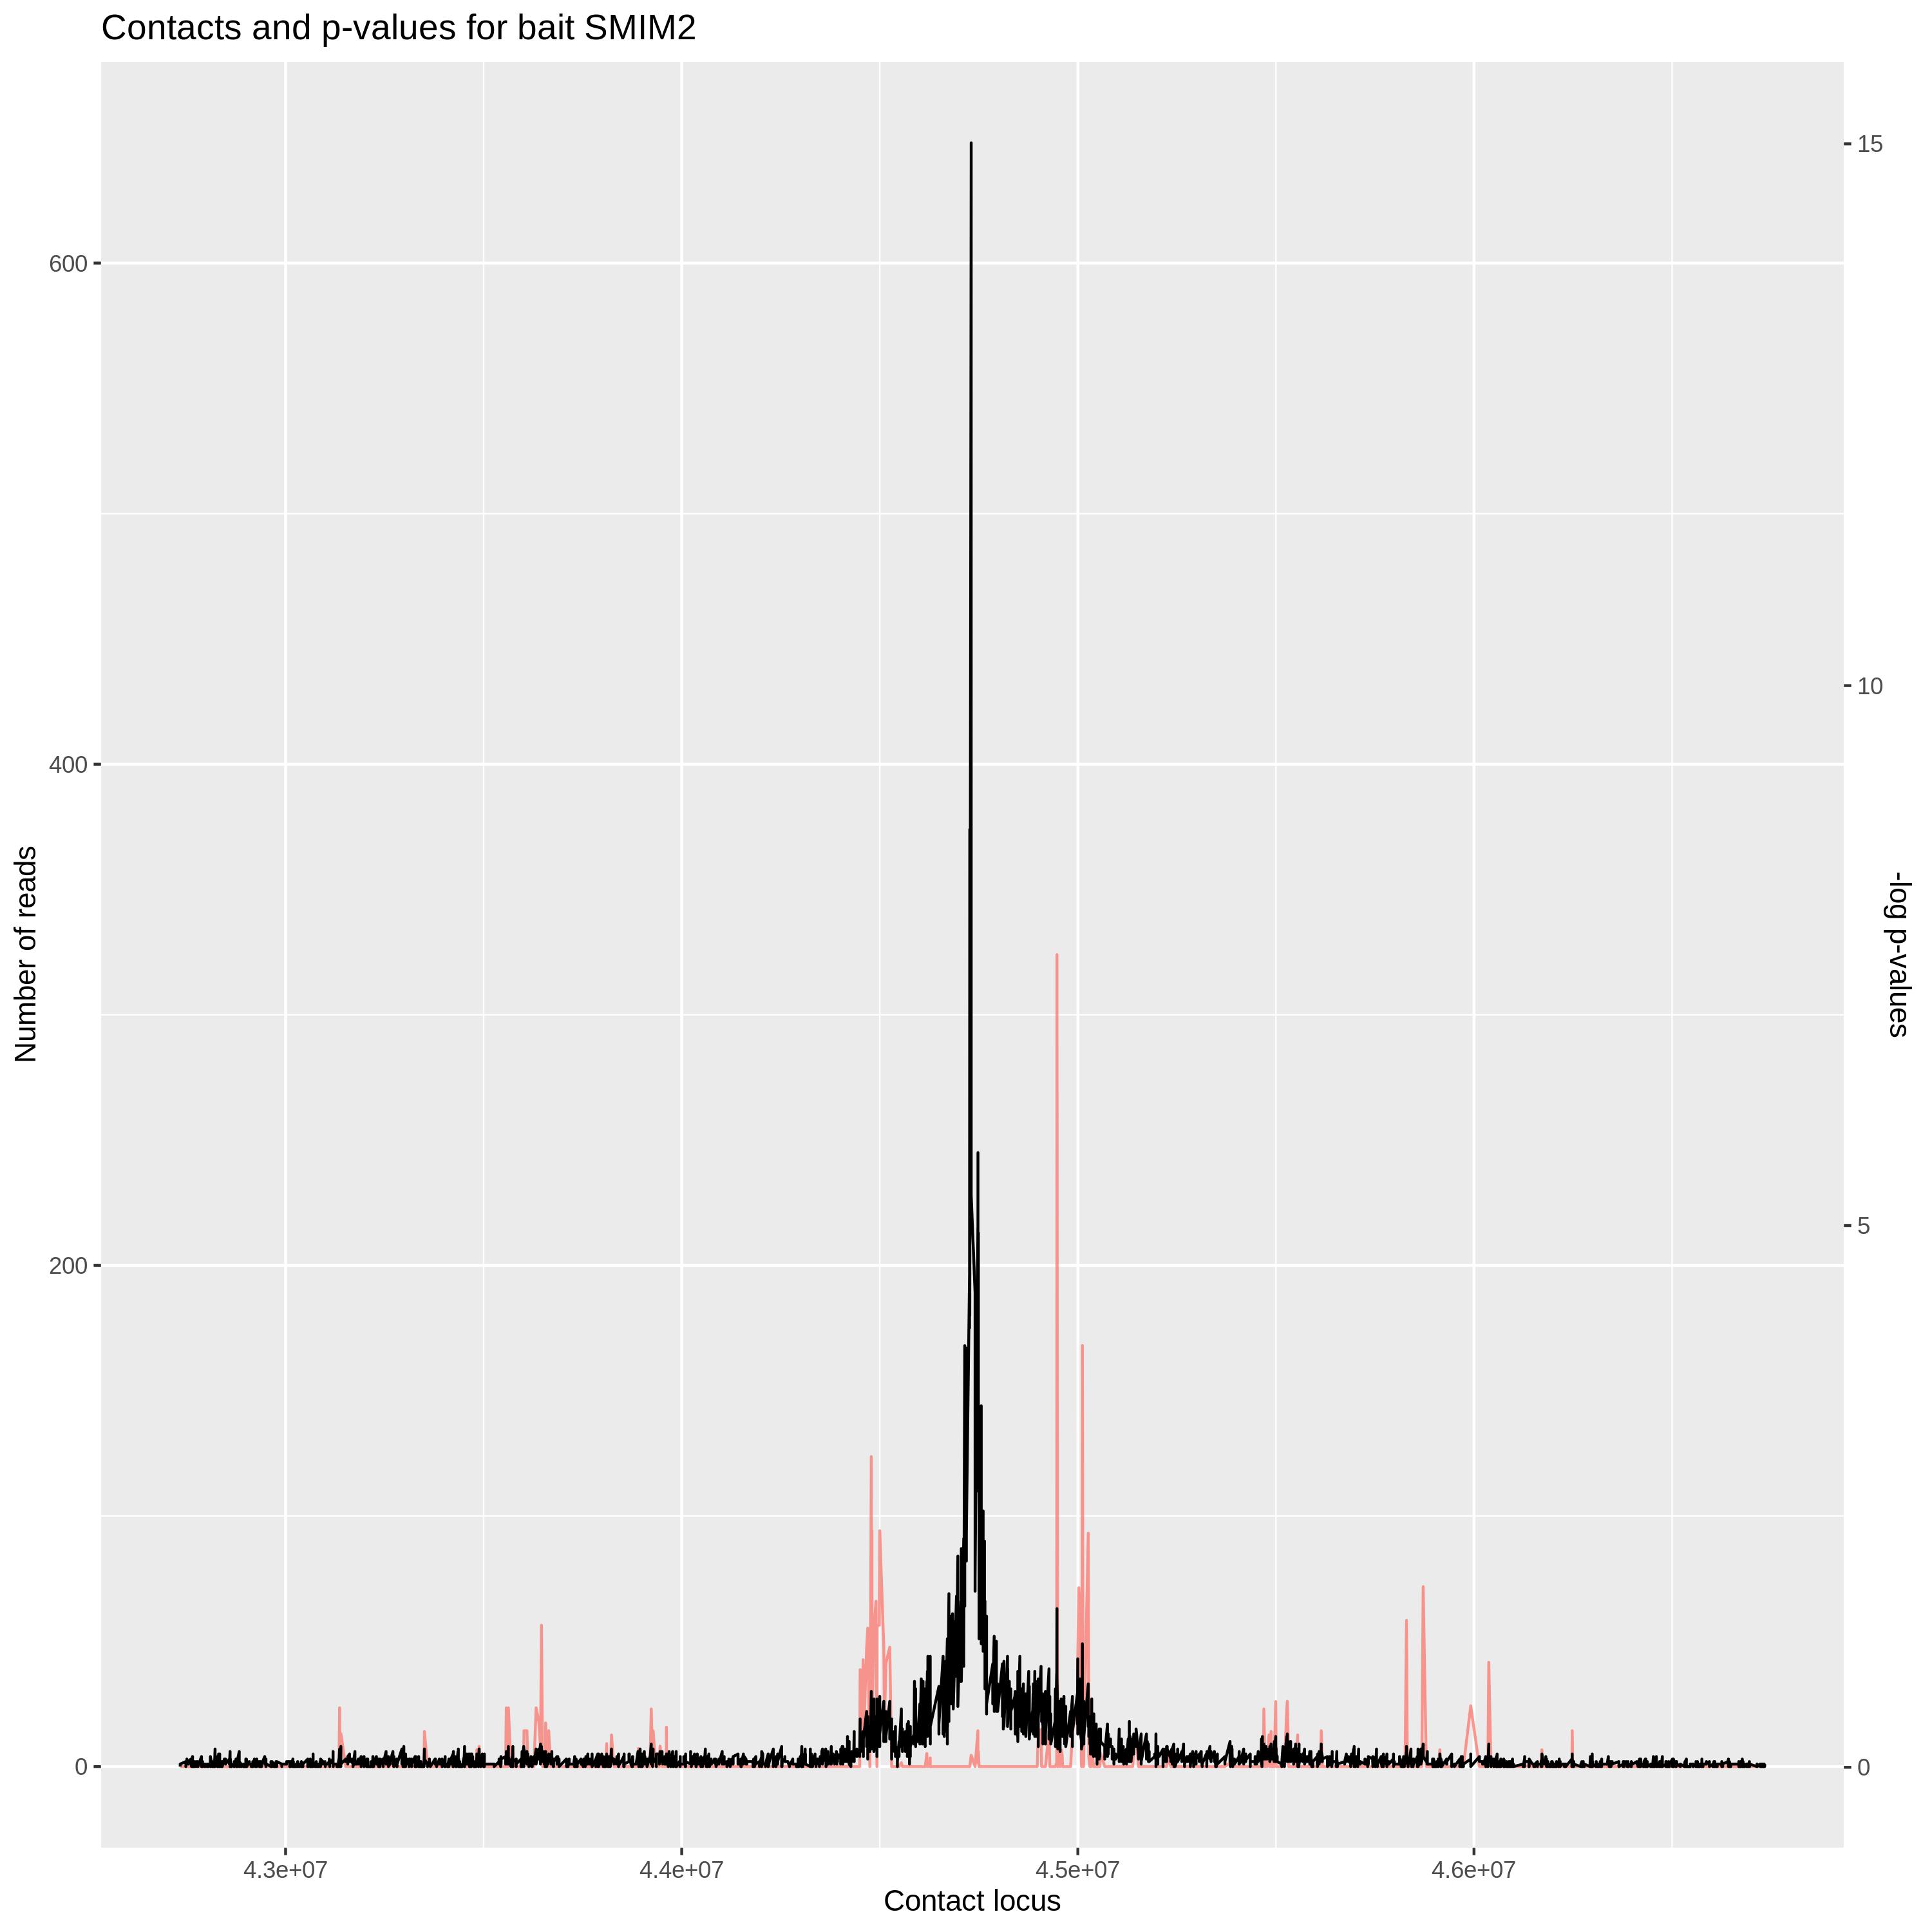 Contacts and p-values for bait SMIM2
Number of reads
600
400
200
0
15
10
5
0
-log p-values
4.3e+07
4.4e+07
4.5e+07
4.6e+07
Contact locus